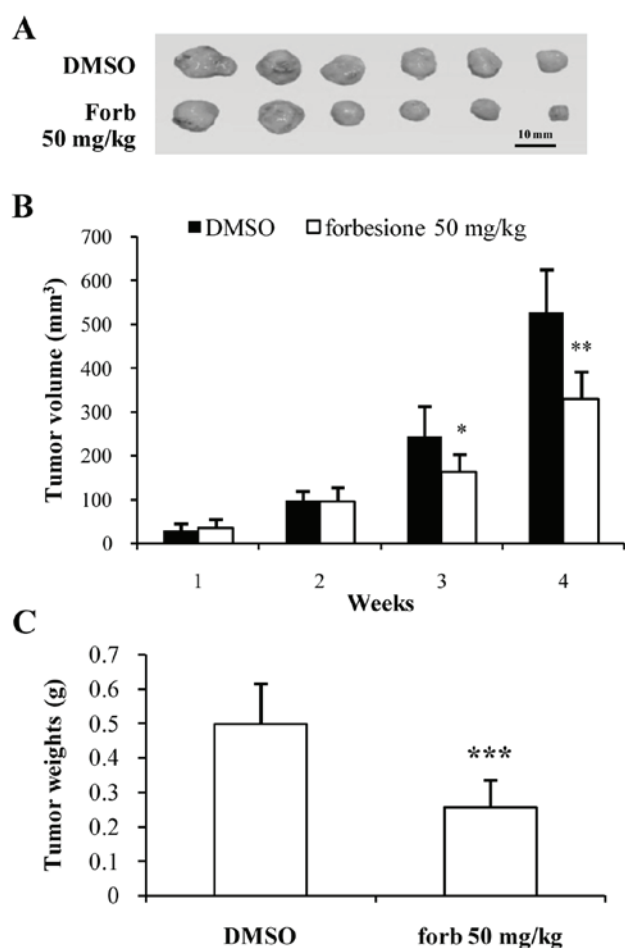 A
DMSO
Forb
50 mg/kg
10 mm
B
DMSO forbesione 50 mg/kg
Tumor volume (mm³)
700
600
500
400
300
200
100
0
*
**
1 2 3 4
Weeks
C
Tumor weights (g)
0.7
0.6
0.5
0.4
0.3
0.2
0.1
0
***
DMSO forb 50 mg/kg